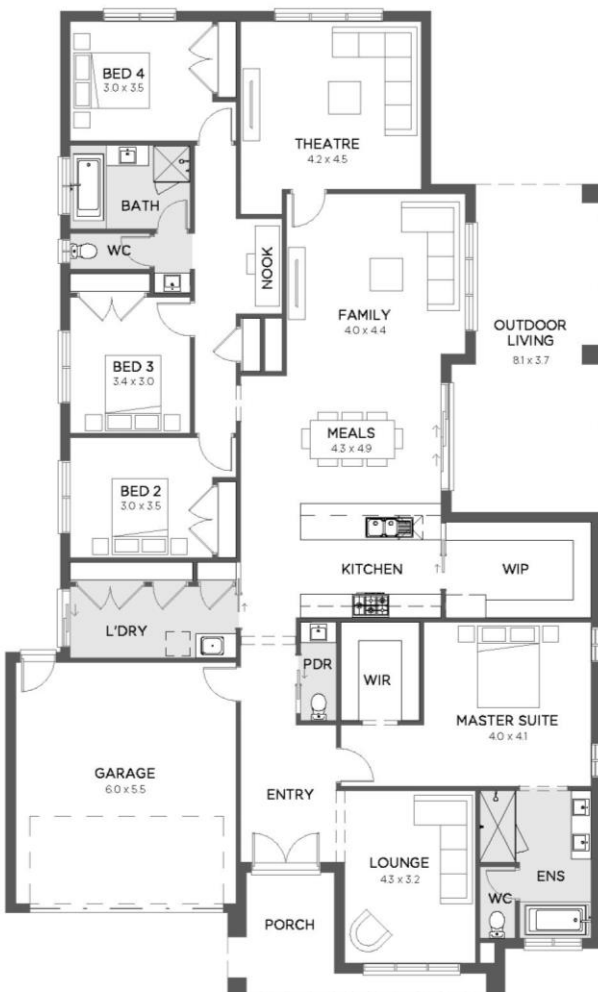 BED 4
3.0 x 3.5
THEATRE
4.2 x 4.5
BATH
WC
NOOK
FAMILY
4.0 x 4.4
OUTDOOR
LIVING
8.1 x 3.7
BED 3
3.4 x 3.0
MEALS
4.3 x 4.9
BED 2
3.0 x 3.5
KITCHEN
WIP
L'DRY
PDR
WIR
MASTER SUITE
4.0 x 4.1
GARAGE
6.0 x 5.5
ENTRY
LOUNGE
4.3 x 3.2
ENS
WC
PORCH